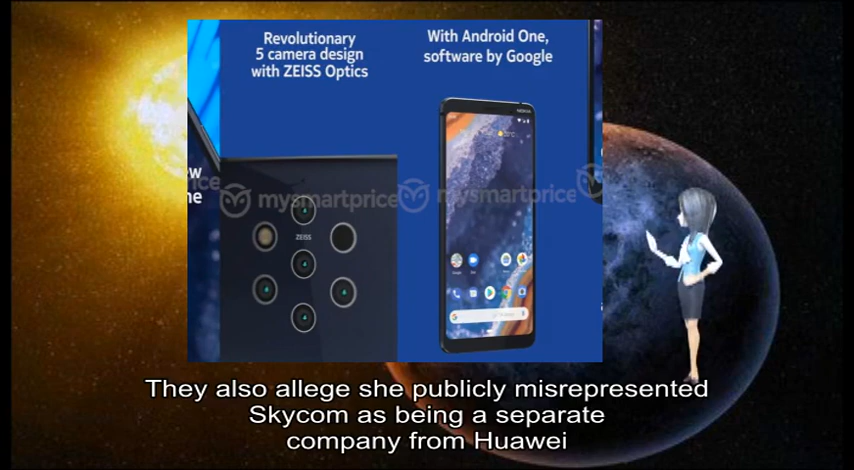 Revolutionary
5 camera design
with ZEISS Optics
With Android One,
software by Google
NOKIA
ZEISS
mysmartprice
mysmartprice
They also allege she publicly misrepresented
Skycom as being a separate
company from Huawei